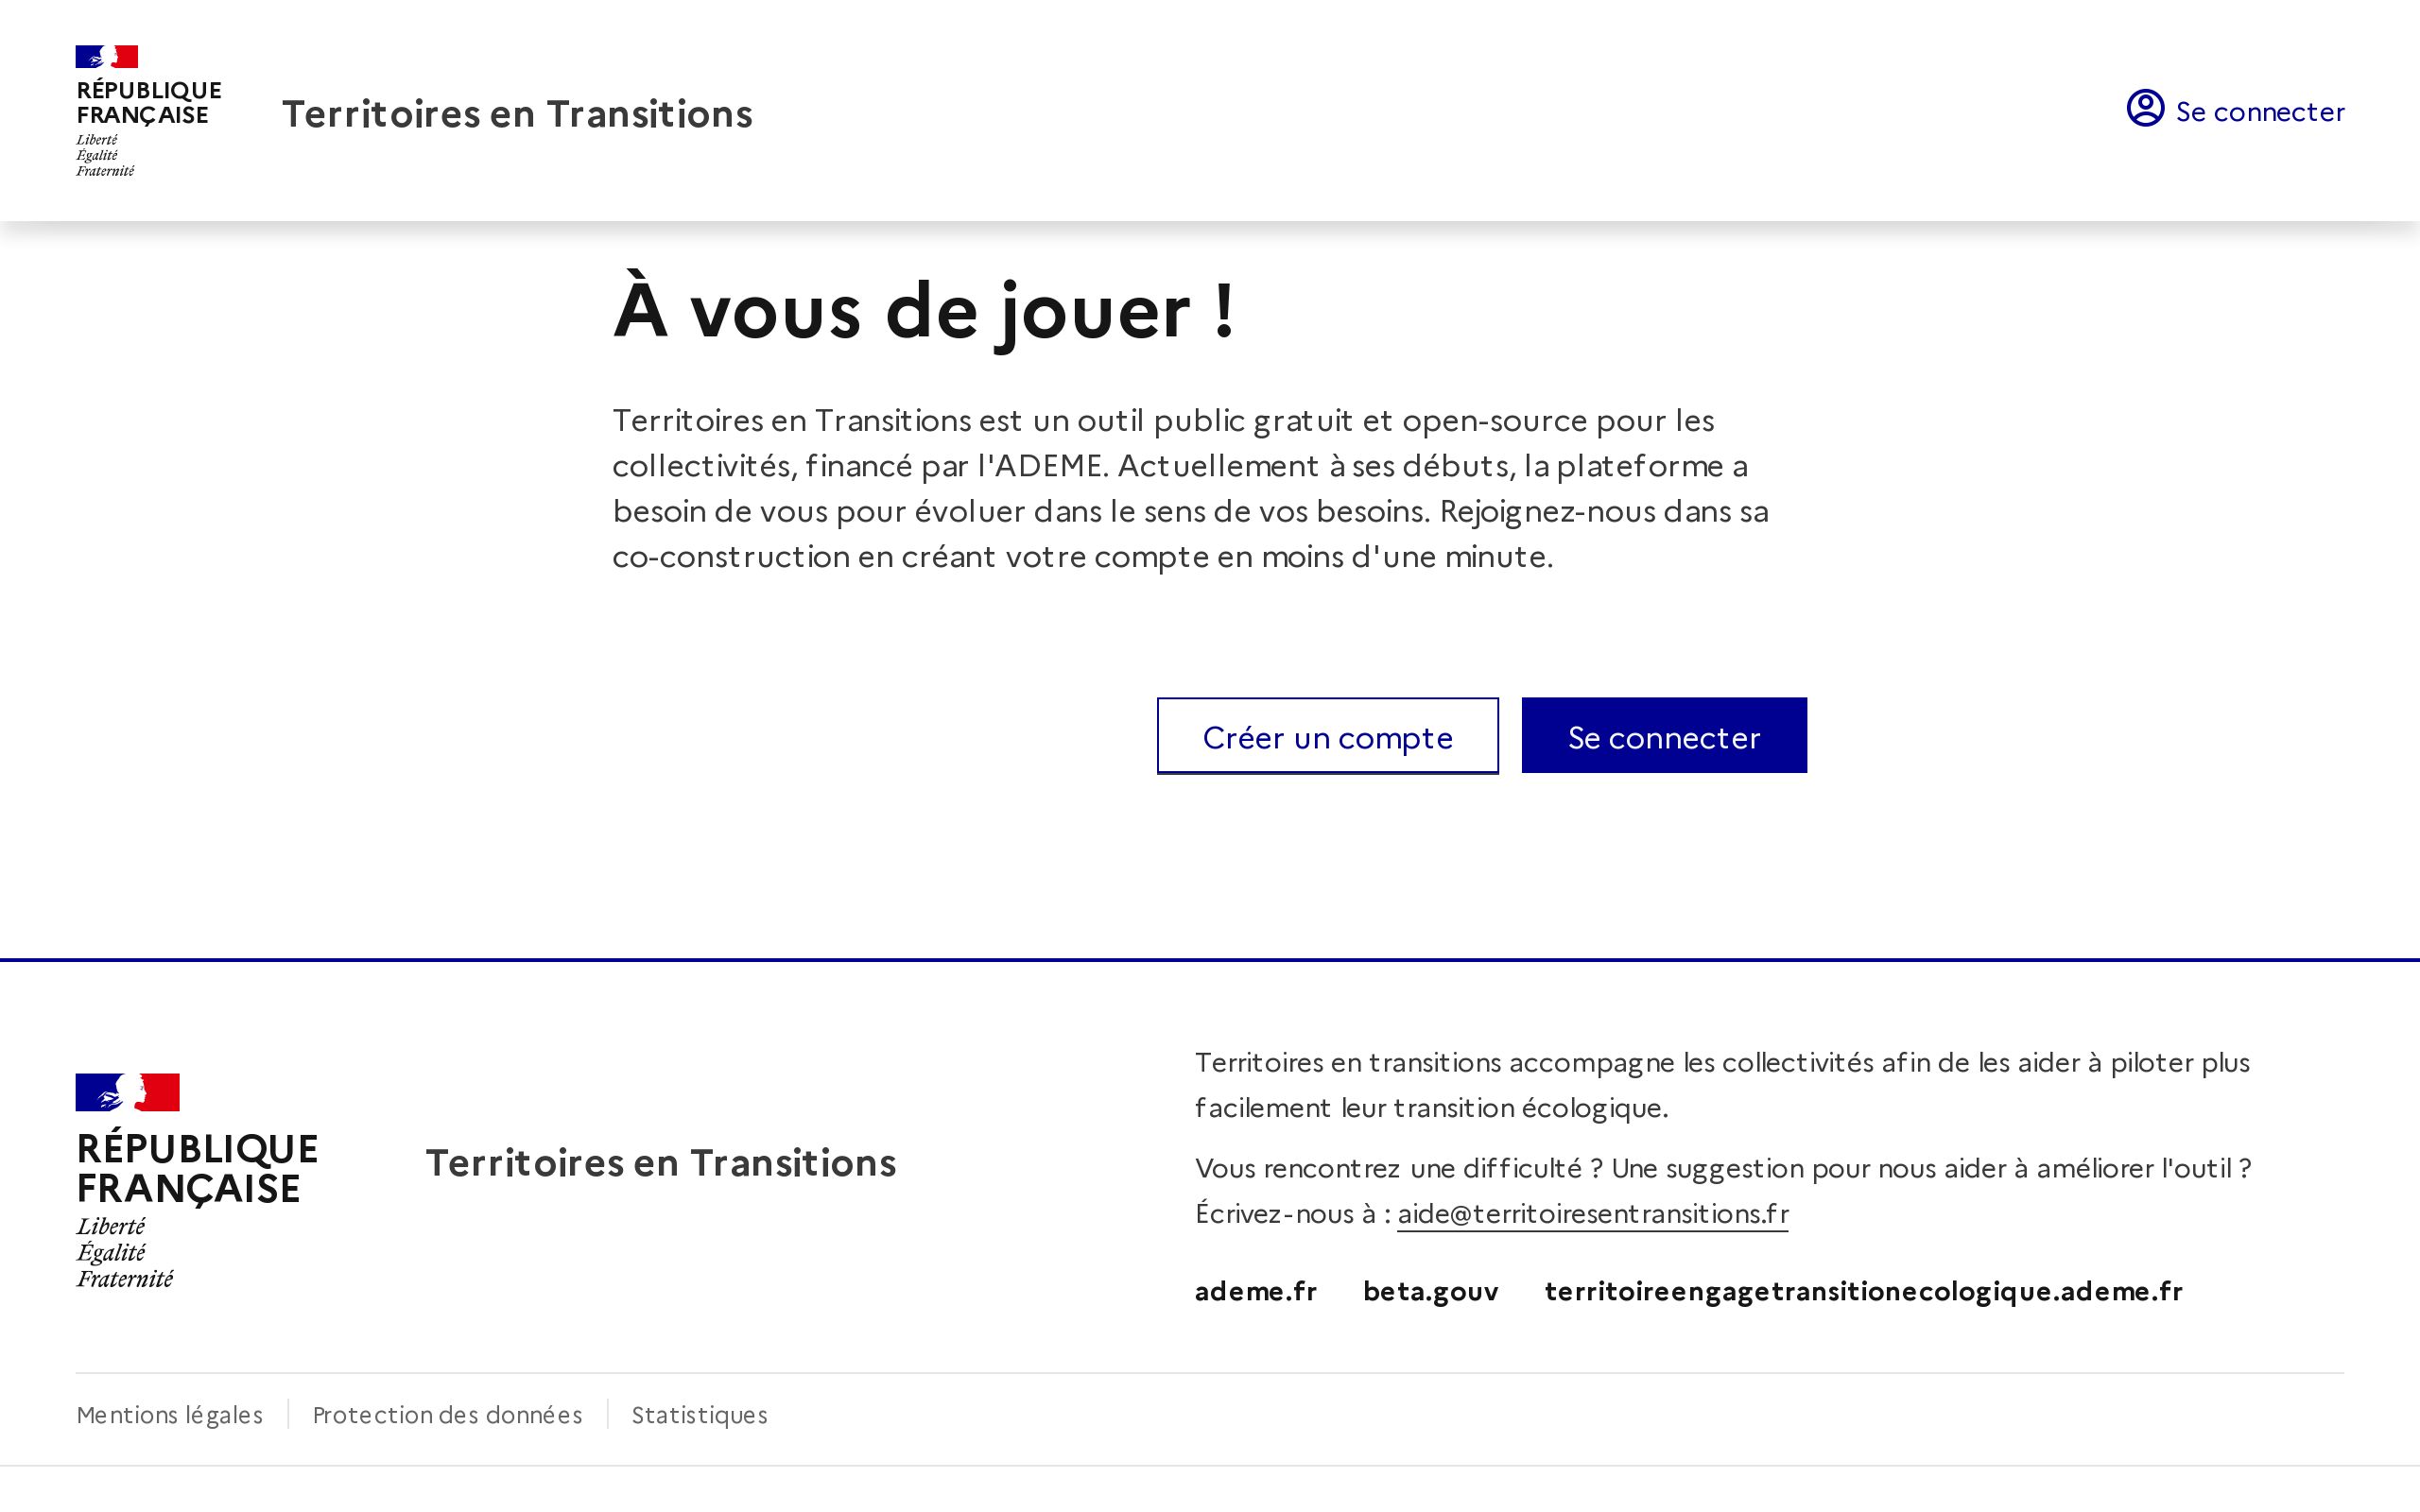 RÉPUBLIQUE
FRANÇAISE
Liberté
Égalité
Fraternité
Territoires en Transitions
Se connecter
À vous de jouer !
Territoires en Transitions est un outil public gratuit et open-source pour les
collectivités, financé par l'ADEME. Actuellement à ses débuts, la plateforme a
besoin de vous pour évoluer dans le sens de vos besoins. Rejoignez-nous dans sa
co-construction en créant votre compte en moins d'une minute.
Créer un compte
Se connecter
RÉPUBLIQUE
FRANÇAISE
Liberté
Égalité
Fraternité
Territoires en Transitions
Territoires en transitions accompagne les collectivités afin de les aider à piloter plus
facilement leur transition écologique.
Vous rencontrez une difficulté ? Une suggestion pour nous aider à améliorer l'outil ?
Écrivez-nous à : aide@territoiresentransitions.fr
ademe.fr beta.gouv territoireengagetransitionecologique.ademe.fr
Mentions légales Protection des données Statistiques